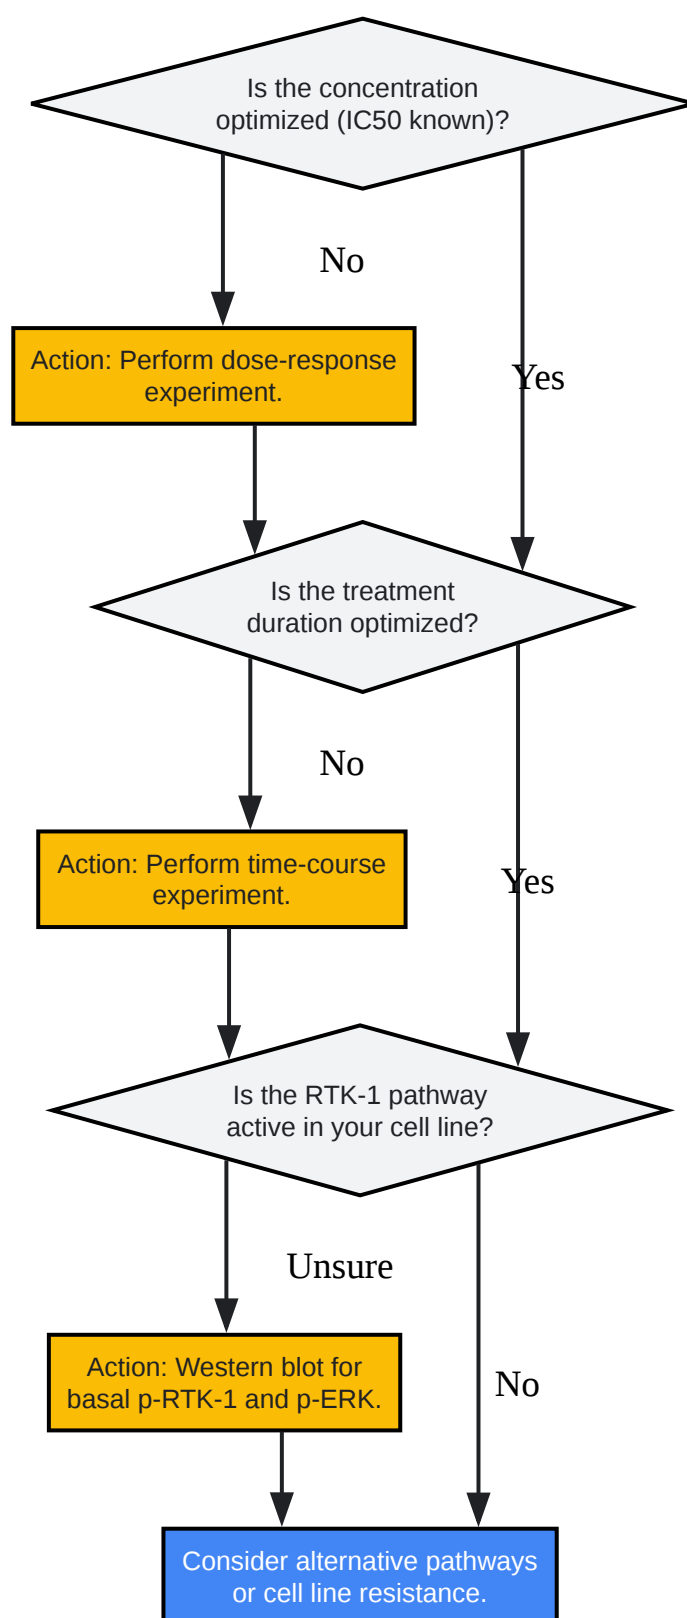 Is the concentration
optimized (IC50 known)?
No
Action: Perform dose-response
experiment.
Yes
Is the treatment
duration optimized?
No
Action: Perform time-course
experiment.
Yes
Is the RTK-1 pathway
active in your cell line?
Unsure
Action: Western blot for
basal p-RTK-1 and p-ERK.
No
Consider alternative pathways
or cell line resistance.